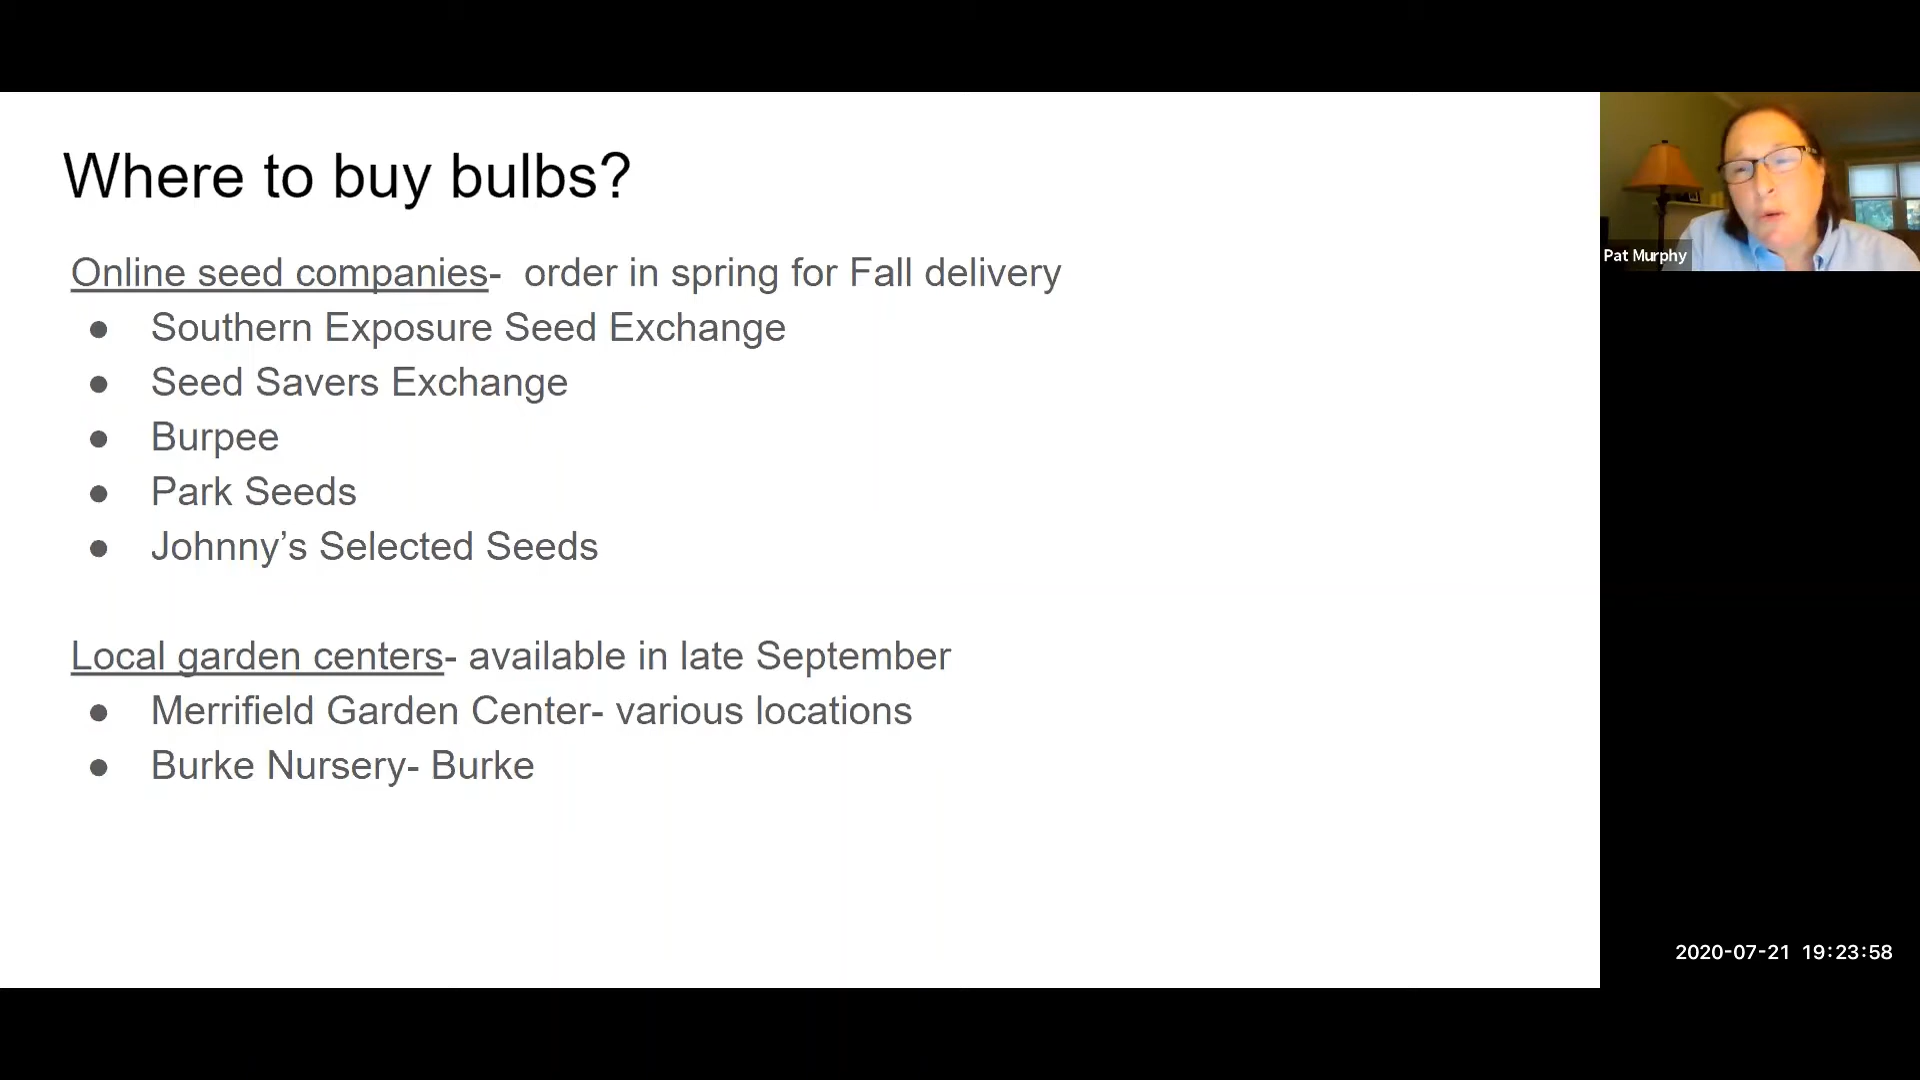 Where to buy bulbs?
Online seed companies-  order in spring for Fall delivery
● Southern Exposure Seed Exchange
● Seed Savers Exchange
● Burpee
● Park Seeds
● Johnny’s Selected Seeds
Local garden centers- available in late September
● Merrifield Garden Center- various locations
● Burke Nursery- Burke
Pat Murphy
2020-07-21 19:23:58